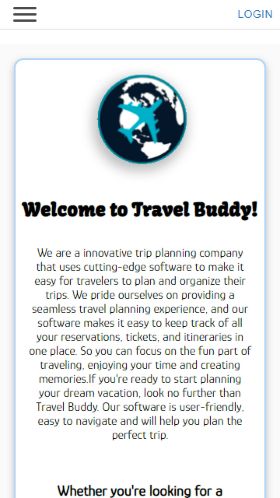 LOGIN
Welcome to Travel Buddy!
We are a innovative trip planning company
that uses cutting-edge software to make it
easy for travelers to plan and organize their
trips. We pride ourselves on providing a
seamless travel planning experience, and our
software makes it easy to keep track of all
your reservations, tickets, and itineraries in
one place. So you can focus on the fun part of
traveling, enjoying your time and creating
memories.If you're ready to start planning
your dream vacation, look no further than
Travel Buddy. Our software is user-friendly,
easy to navigate and will help you plan the
perfect trip.
Whether you're looking for a